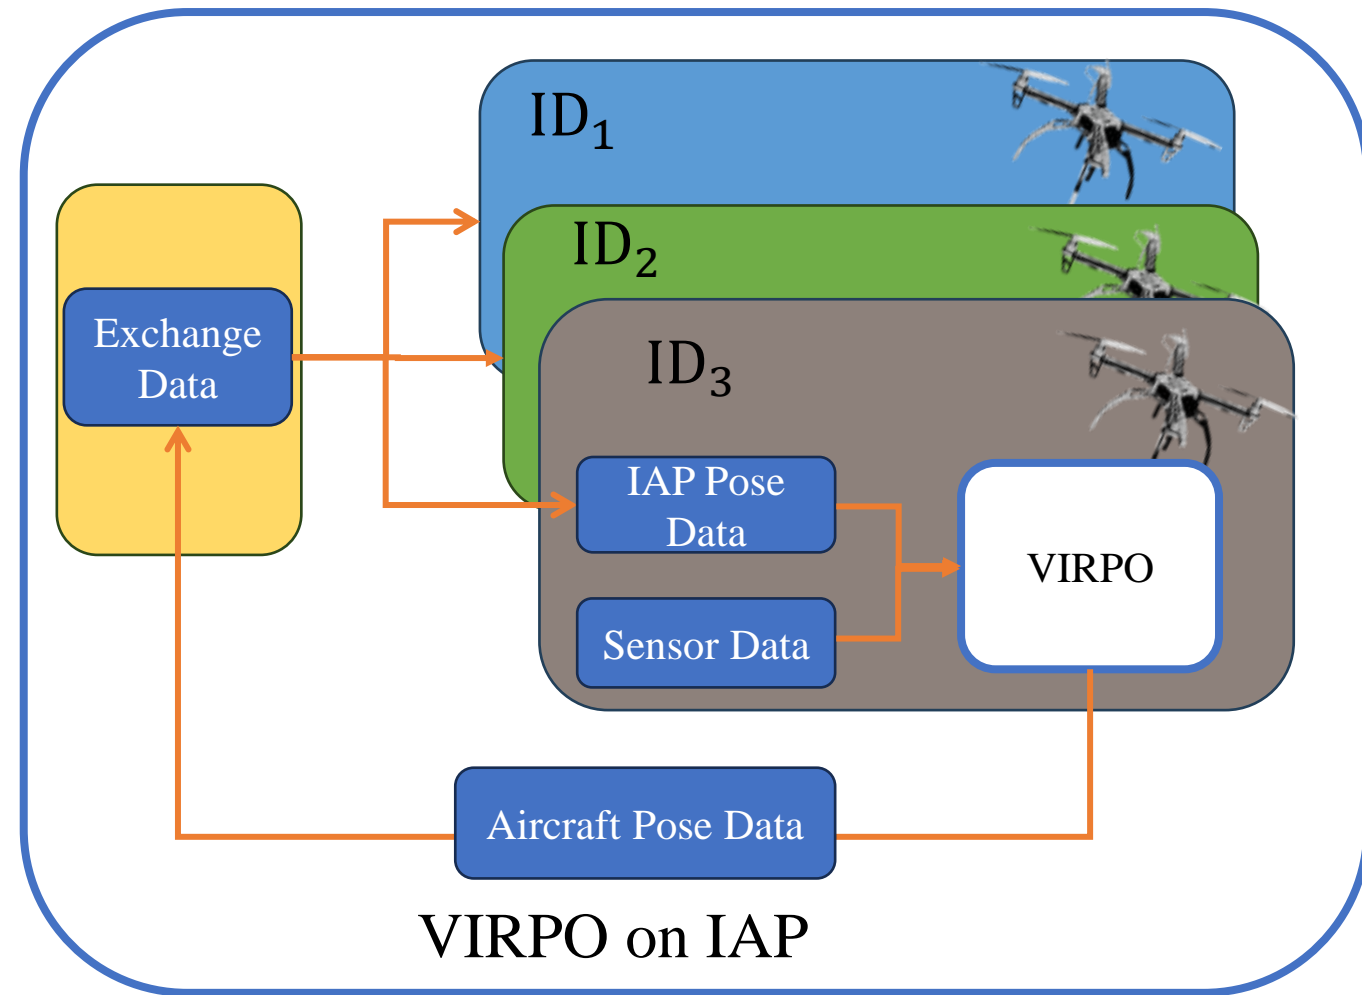 ID₁
ID₂
Exchange
Data
ID₃
IAP Pose
Data
VIRPO
Sensor Data
Aircraft Pose Data
VIRPO on IAP